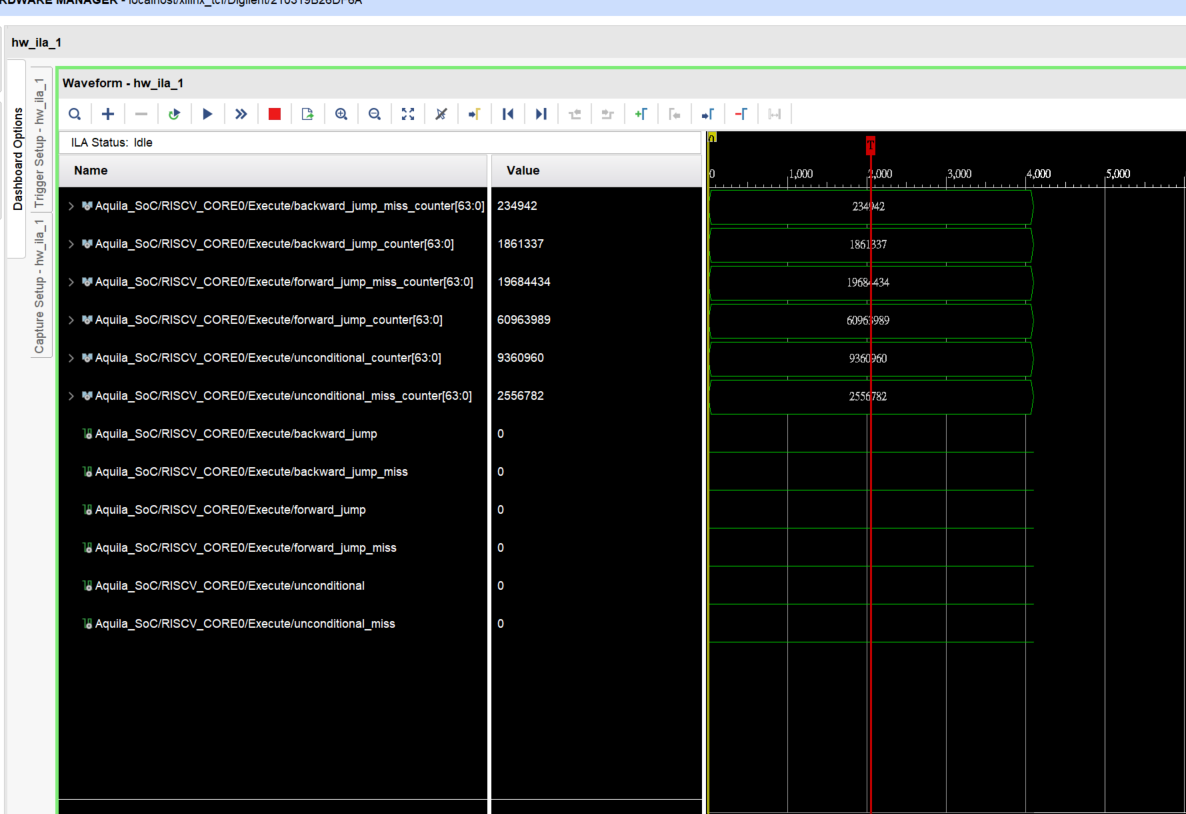 HARDWARE MANAGER - localhost/xilinx_tcf/Digilent/210319B26DF6A
hw_ila_1
Dashboard Options
Trigger Setup - hw_ila_1
Capture Setup - hw_ila_1
Waveform - hw_ila_1
ILA Status: Idle
Name Value
0 T
0 1,000 2,000 3,000 4,000 5,000
Aquila_SoC/RISCV_CORE0/Execute/backward_jump_miss_counter[63:0] 234942 234942
Aquila_SoC/RISCV_CORE0/Execute/backward_jump_counter[63:0] 1861337 1861337
Aquila_SoC/RISCV_CORE0/Execute/forward_jump_miss_counter[63:0] 19684434 19684434
Aquila_SoC/RISCV_CORE0/Execute/forward_jump_counter[63:0] 60963989 60963989
Aquila_SoC/RISCV_CORE0/Execute/unconditional_counter[63:0] 9360960 9360960
Aquila_SoC/RISCV_CORE0/Execute/unconditional_miss_counter[63:0] 2556782 2556782
Aquila_SoC/RISCV_CORE0/Execute/backward_jump 0
Aquila_SoC/RISCV_CORE0/Execute/backward_jump_miss 0
Aquila_SoC/RISCV_CORE0/Execute/forward_jump 0
Aquila_SoC/RISCV_CORE0/Execute/forward_jump_miss 0
Aquila_SoC/RISCV_CORE0/Execute/unconditional 0
Aquila_SoC/RISCV_CORE0/Execute/unconditional_miss 0